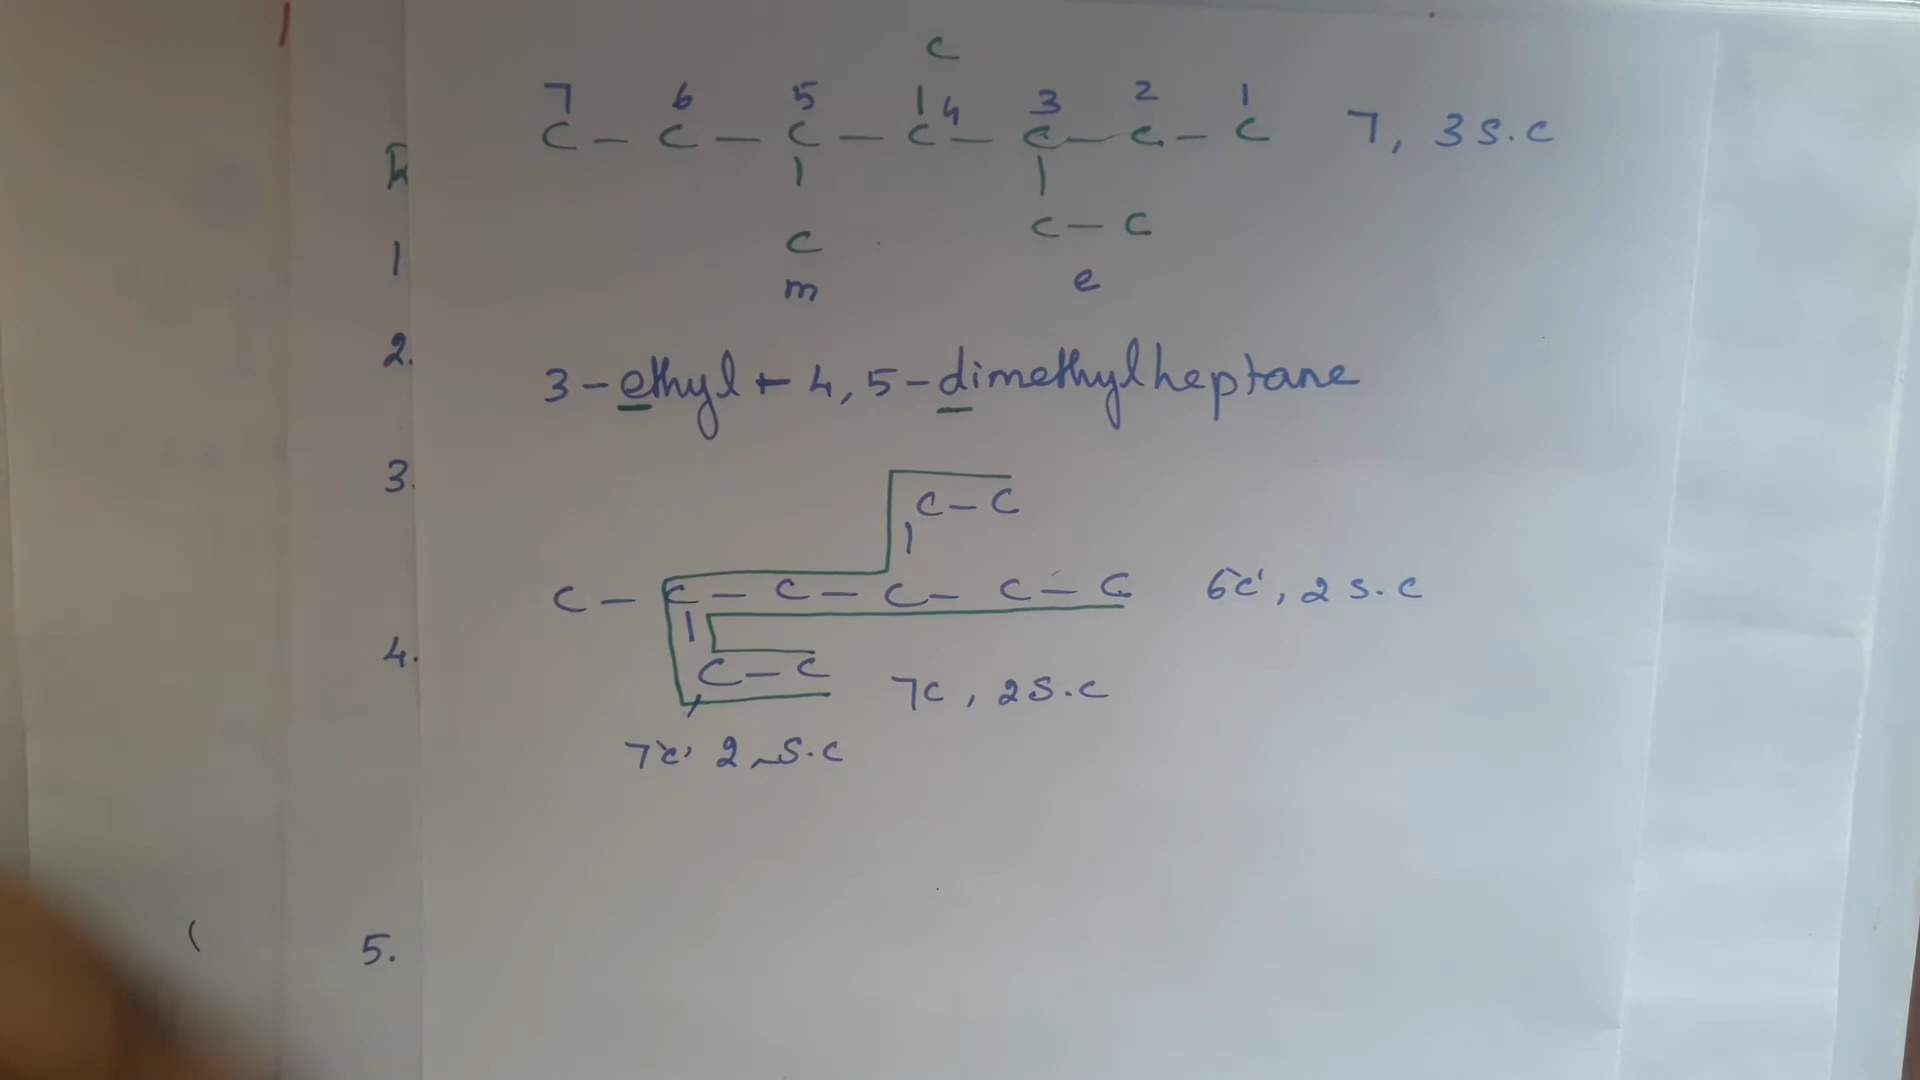 C
7 6 5 4 3 2 1
C - C - C - C - C - C - C 7, 3 S.C
C C - C
m e
3-ethyl-4,5-dimethylheptane
C - C
C - C - C - C - C - C 6C', 2 S.C
C - C 7C, 2 S.C
7C' 2 S.C
1
2.
3.
4.
5.